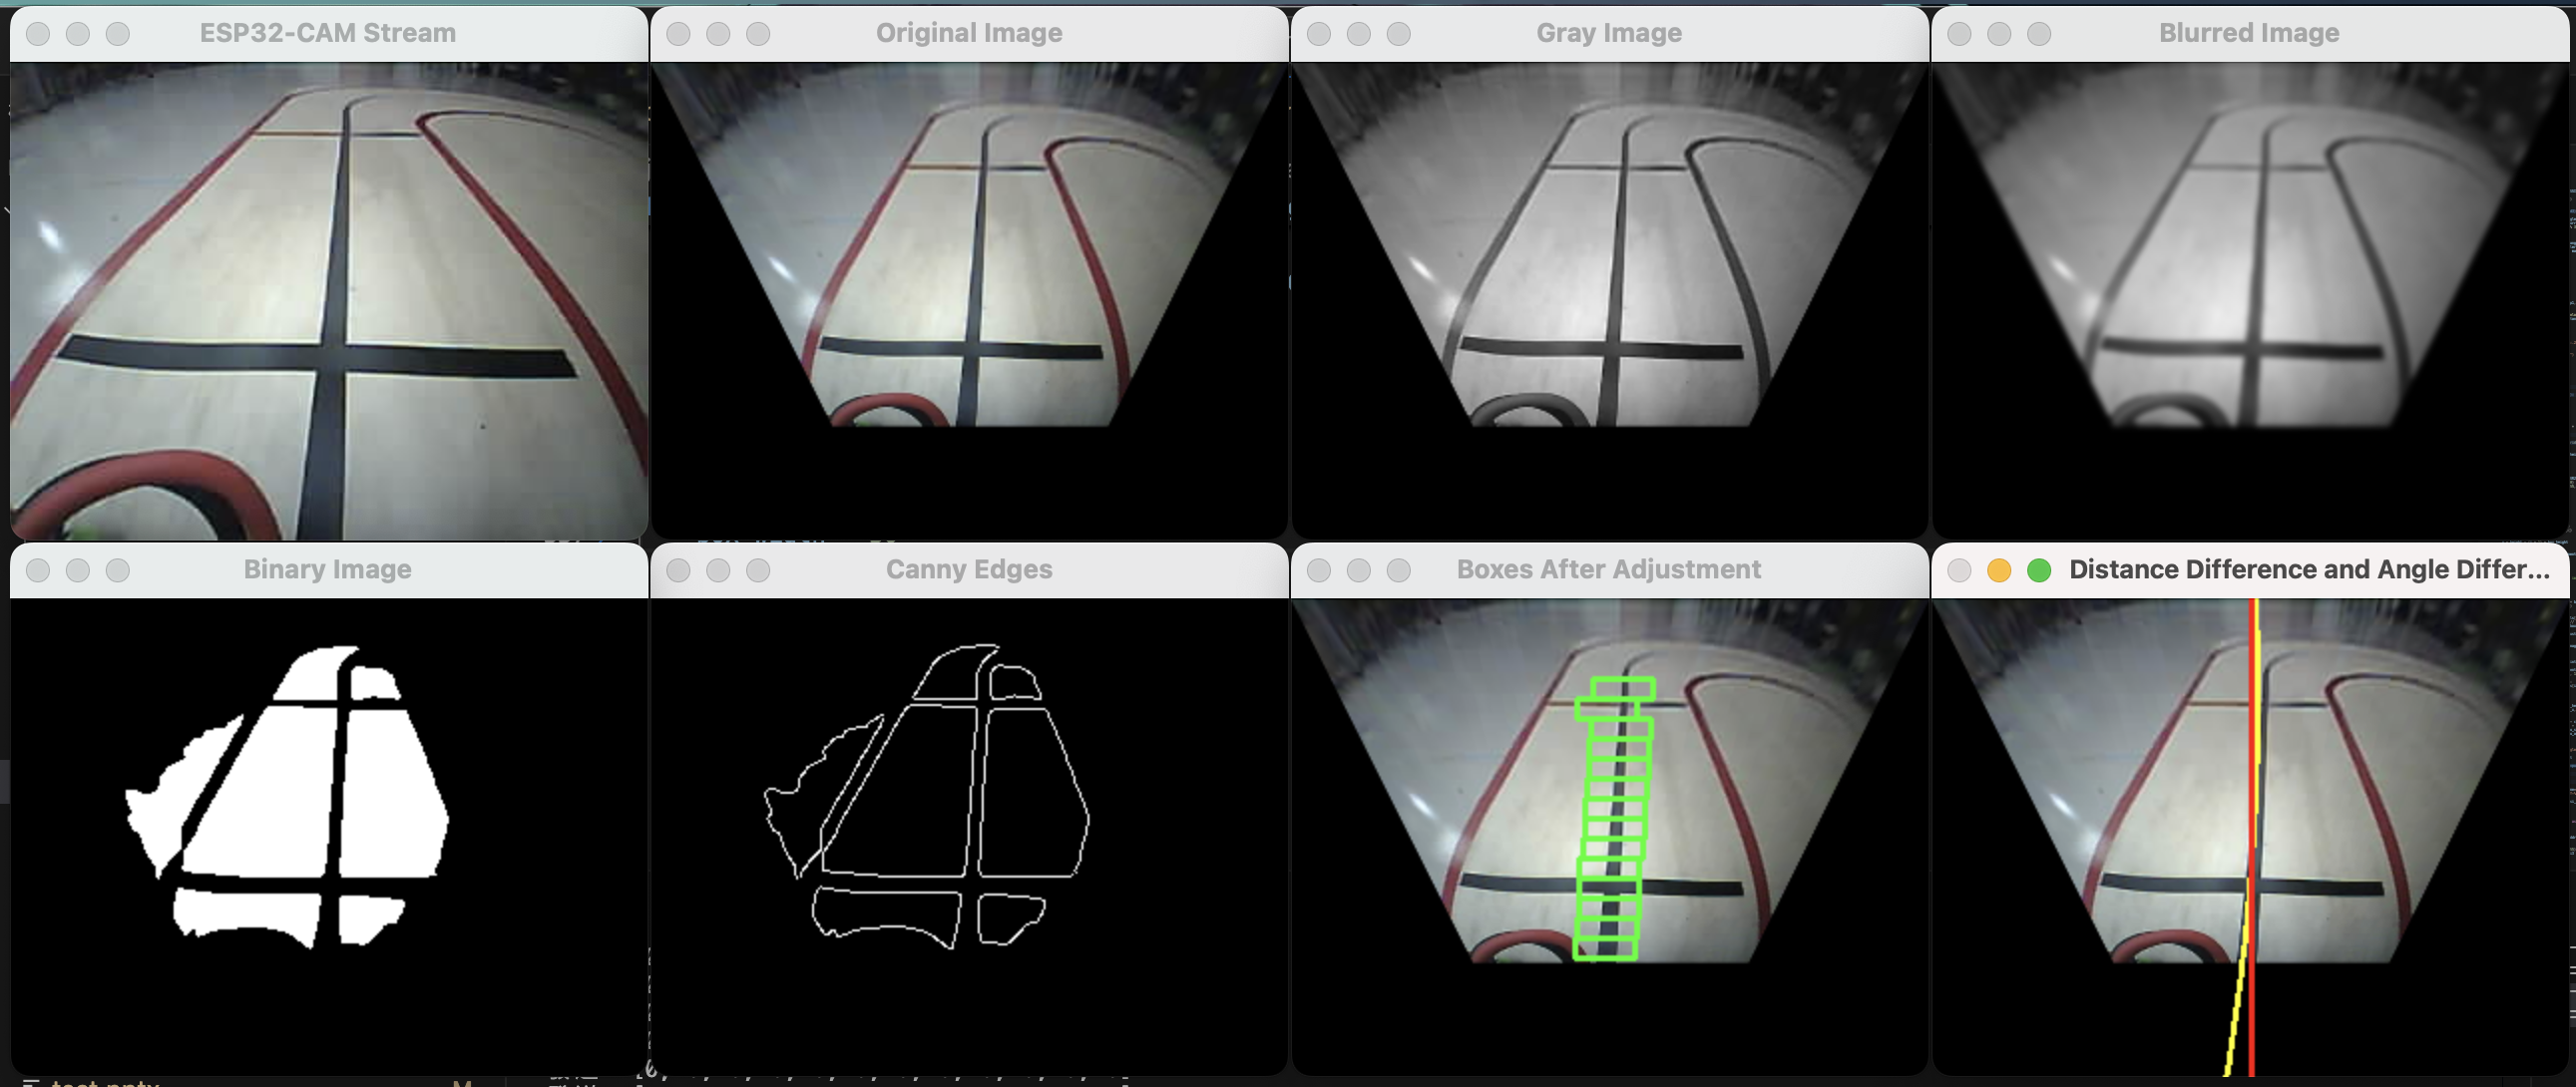 ESP32-CAM Stream
Original Image
Gray Image
Blurred Image
Binary Image
Canny Edges
Boxes After Adjustment
Distance Difference and Angle Differ...